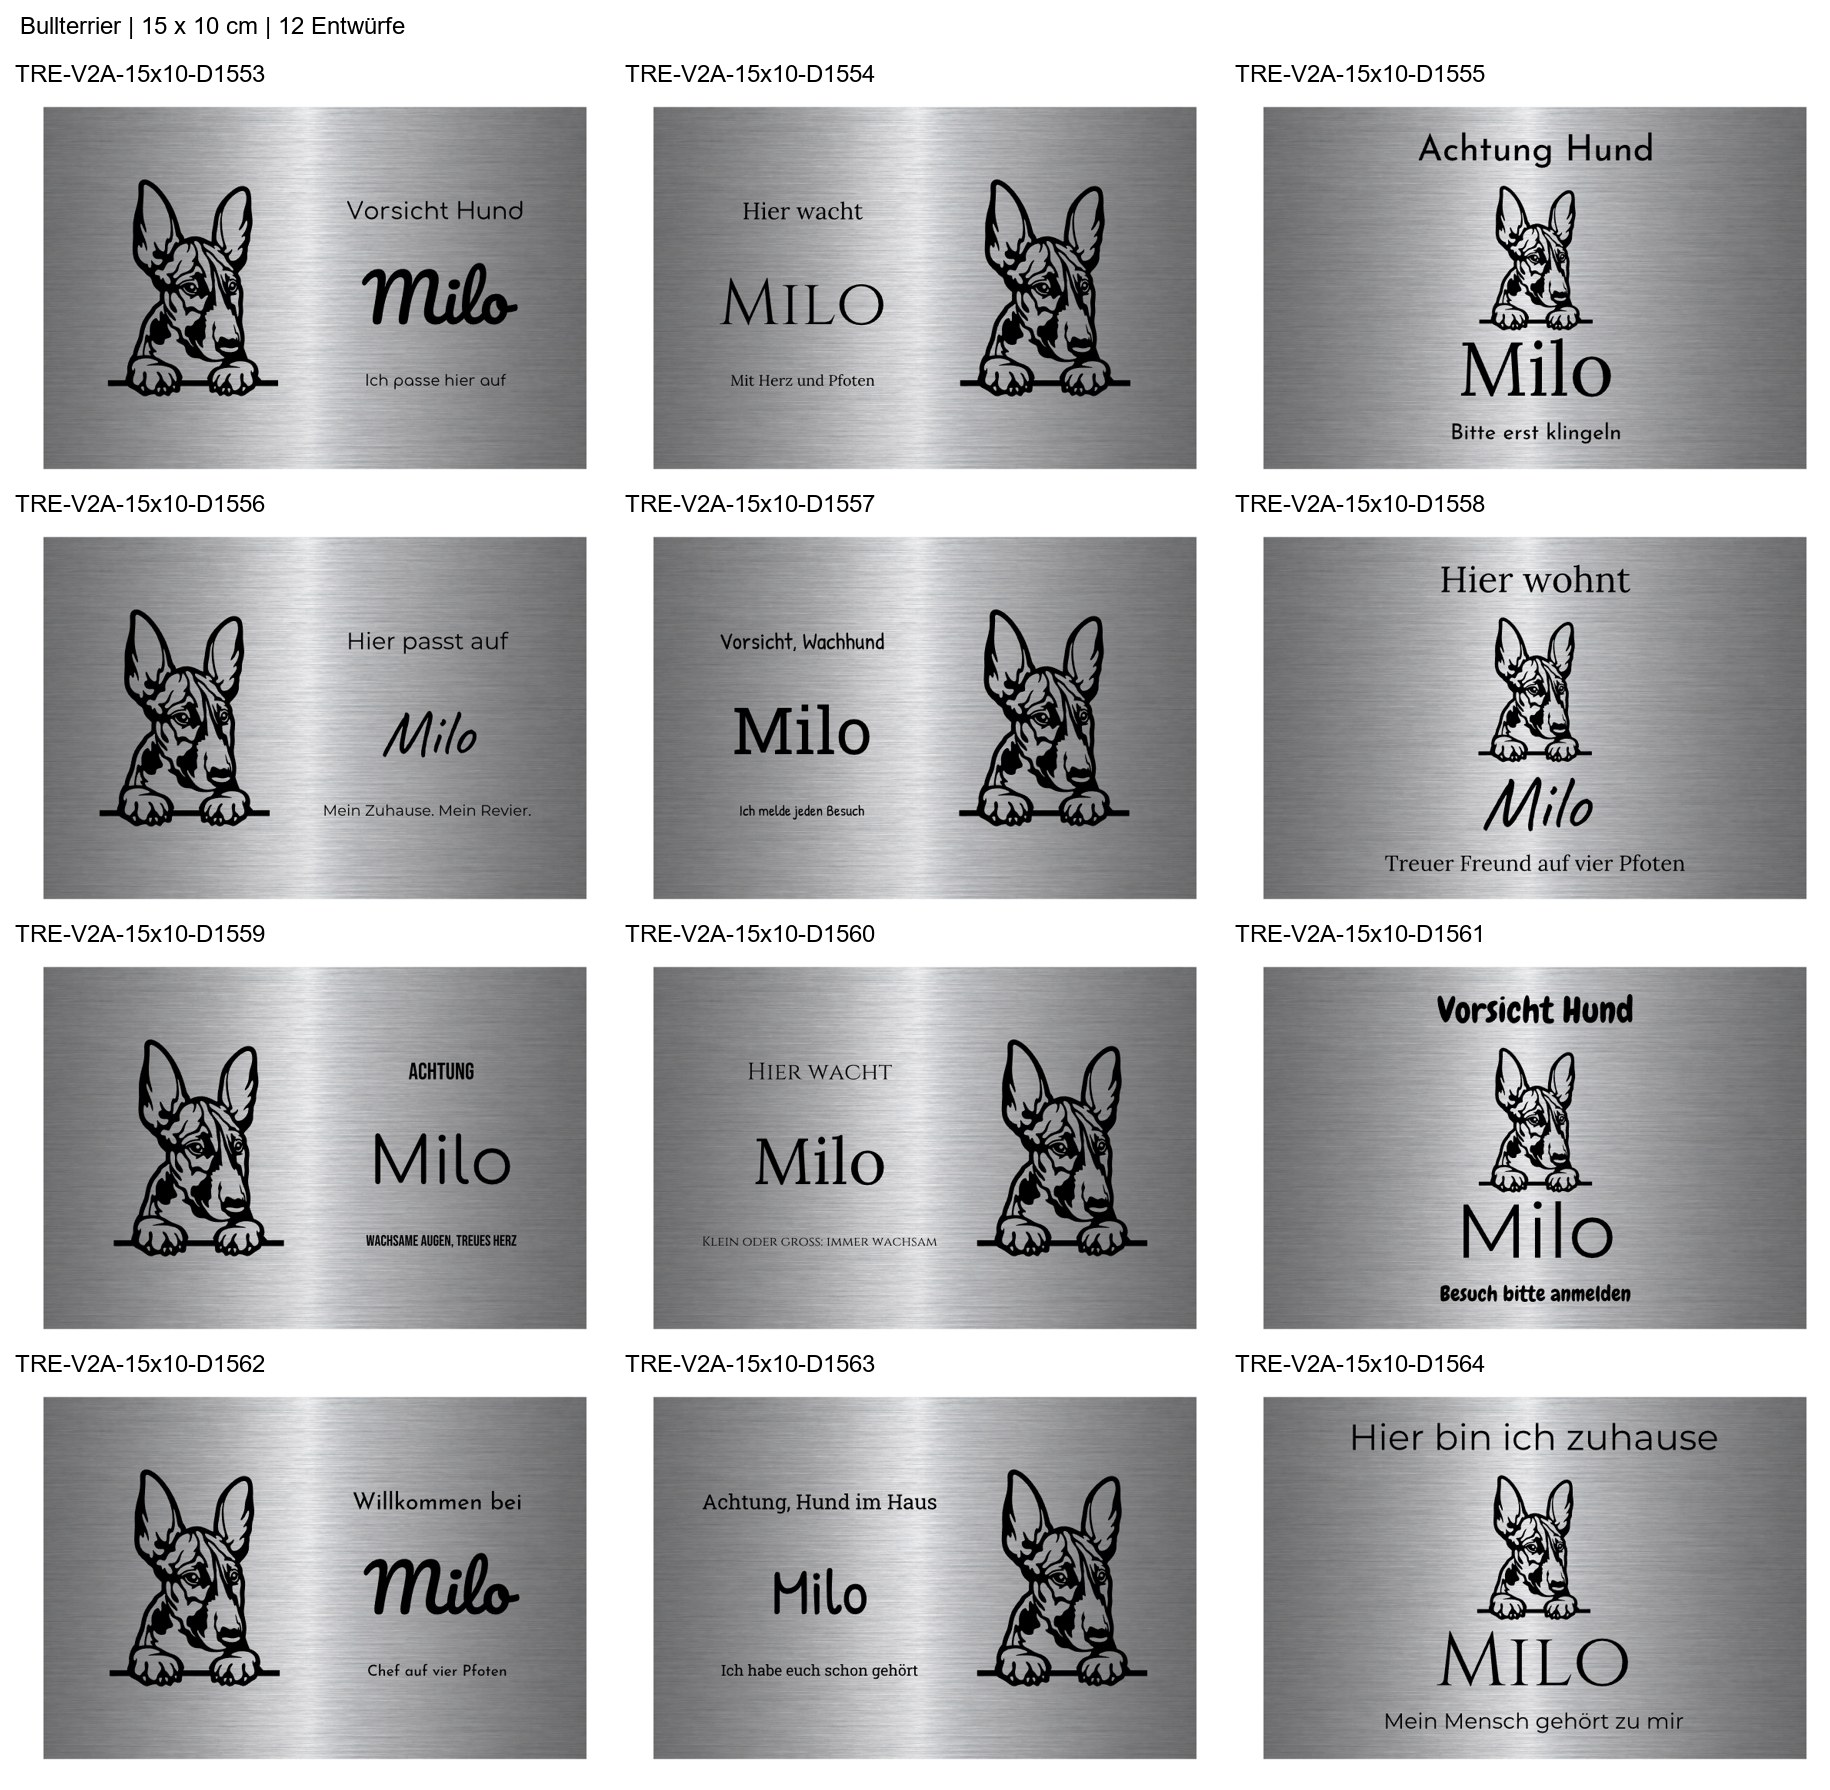 Bullterrier | 15 x 10 cm | 12 Entwürfe
TRE-V2A-15x10-D1553
Vorsicht Hund
Milo
Ich passe hier auf
TRE-V2A-15x10-D1554
Hier wacht
Milo
Mit Herz und Pfoten
TRE-V2A-15x10-D1555
Achtung Hund
Milo
Bitte erst klingeln
TRE-V2A-15x10-D1556
Hier passt auf
Milo
Mein Zuhause. Mein Revier.
TRE-V2A-15x10-D1557
Vorsicht, Wachhund
Milo
Ich melde jeden Besuch
TRE-V2A-15x10-D1558
Hier wohnt
Milo
Treuer Freund auf vier Pfoten
TRE-V2A-15x10-D1559
ACHTUNG
Milo
WACHSAME AUGEN, TREUES HERZ
TRE-V2A-15x10-D1560
Hier wacht
Milo
Klein oder gross: immer wachsam
TRE-V2A-15x10-D1561
Vorsicht Hund
Milo
Besuch bitte anmelden
TRE-V2A-15x10-D1562
Willkommen bei
Milo
Chef auf vier Pfoten
TRE-V2A-15x10-D1563
Achtung, Hund im Haus
Milo
Ich habe euch schon gehört
TRE-V2A-15x10-D1564
Hier bin ich zuhause
Milo
Mein Mensch gehört zu mir